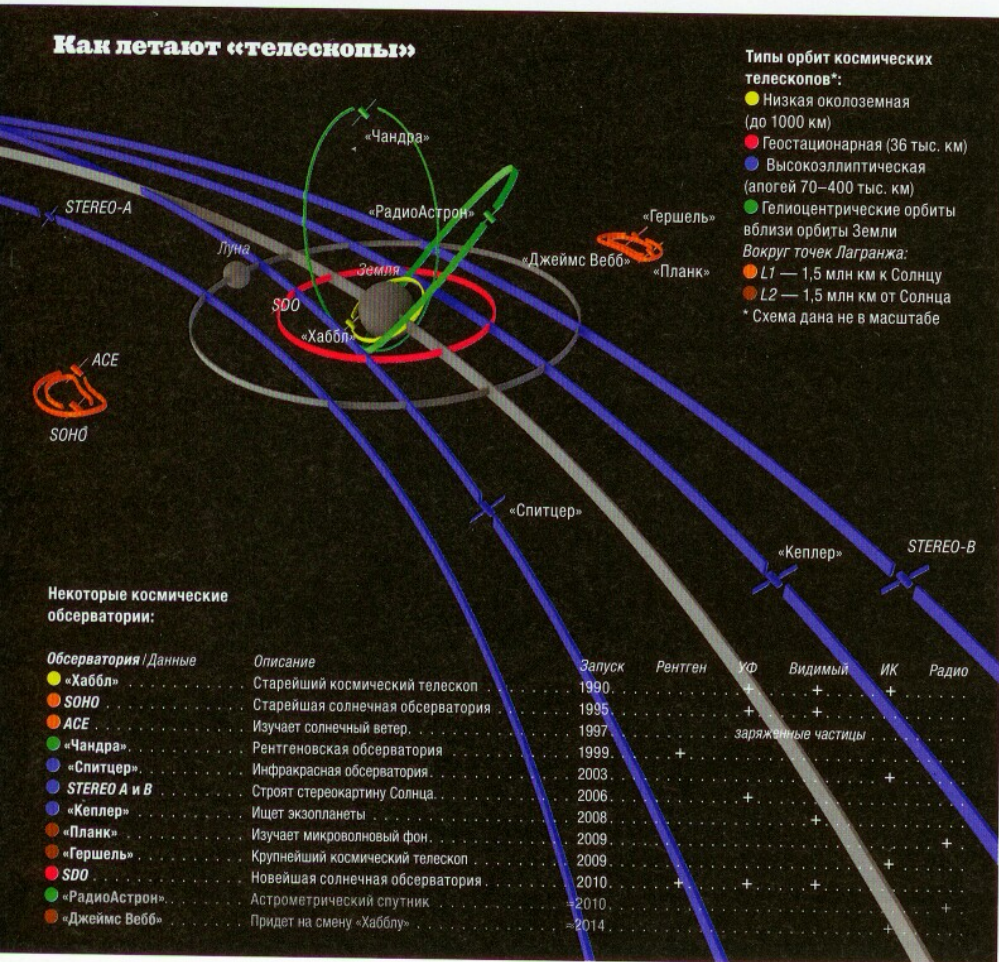 Как летают «телескопы»
Типы орбит космических
телескопов*:
Низкая околоземная
(до 1000 км)
Геостационарная (36 тыс. км)
Высокоэллиптическая
(апогей 70–400 тыс. км)
Гелиоцентрические орбиты
вблизи орбиты Земли
Вокруг точек Лагранжа:
L1 — 1,5 млн км к Солнцу
L2 — 1,5 млн км от Солнца
* Схема дана не в масштабе
«Чандра»
STEREO-A
«РадиоАстрон»
«Гершель»
Луна
Земля
«Джеймс Вебб»
«Планк»
SDO
«Хаббл»
ACE
SOHO
«Спитцер»
«Кеплер»
STEREO-B
Некоторые космические
обсерватории:
Обсерватория / Данные Описание Запуск Рентген УФ Видимый ИК Радио
«Хаббл» Старейший космический телескоп 1990 + + +
SOHO Старейшая солнечная обсерватория 1995 + +
ACE Изучает солнечный ветер 1997 заряженные частицы
«Чандра» Рентгеновская обсерватория 1999 +
«Спитцер» Инфракрасная обсерватория 2003 +
STEREO A и B Строят стереокартину Солнца 2006 +
«Кеплер» Ищет экзопланеты 2008 +
«Планк» Изучает микроволновый фон 2009 +
«Гершель» Крупнейший космический телескоп 2009 +
SDO Новейшая солнечная обсерватория 2010 + + +
«РадиоАстрон» Астрометрический спутник ≈2010 +
«Джеймс Вебб» Придет на смену «Хабблу» ≈2014 +